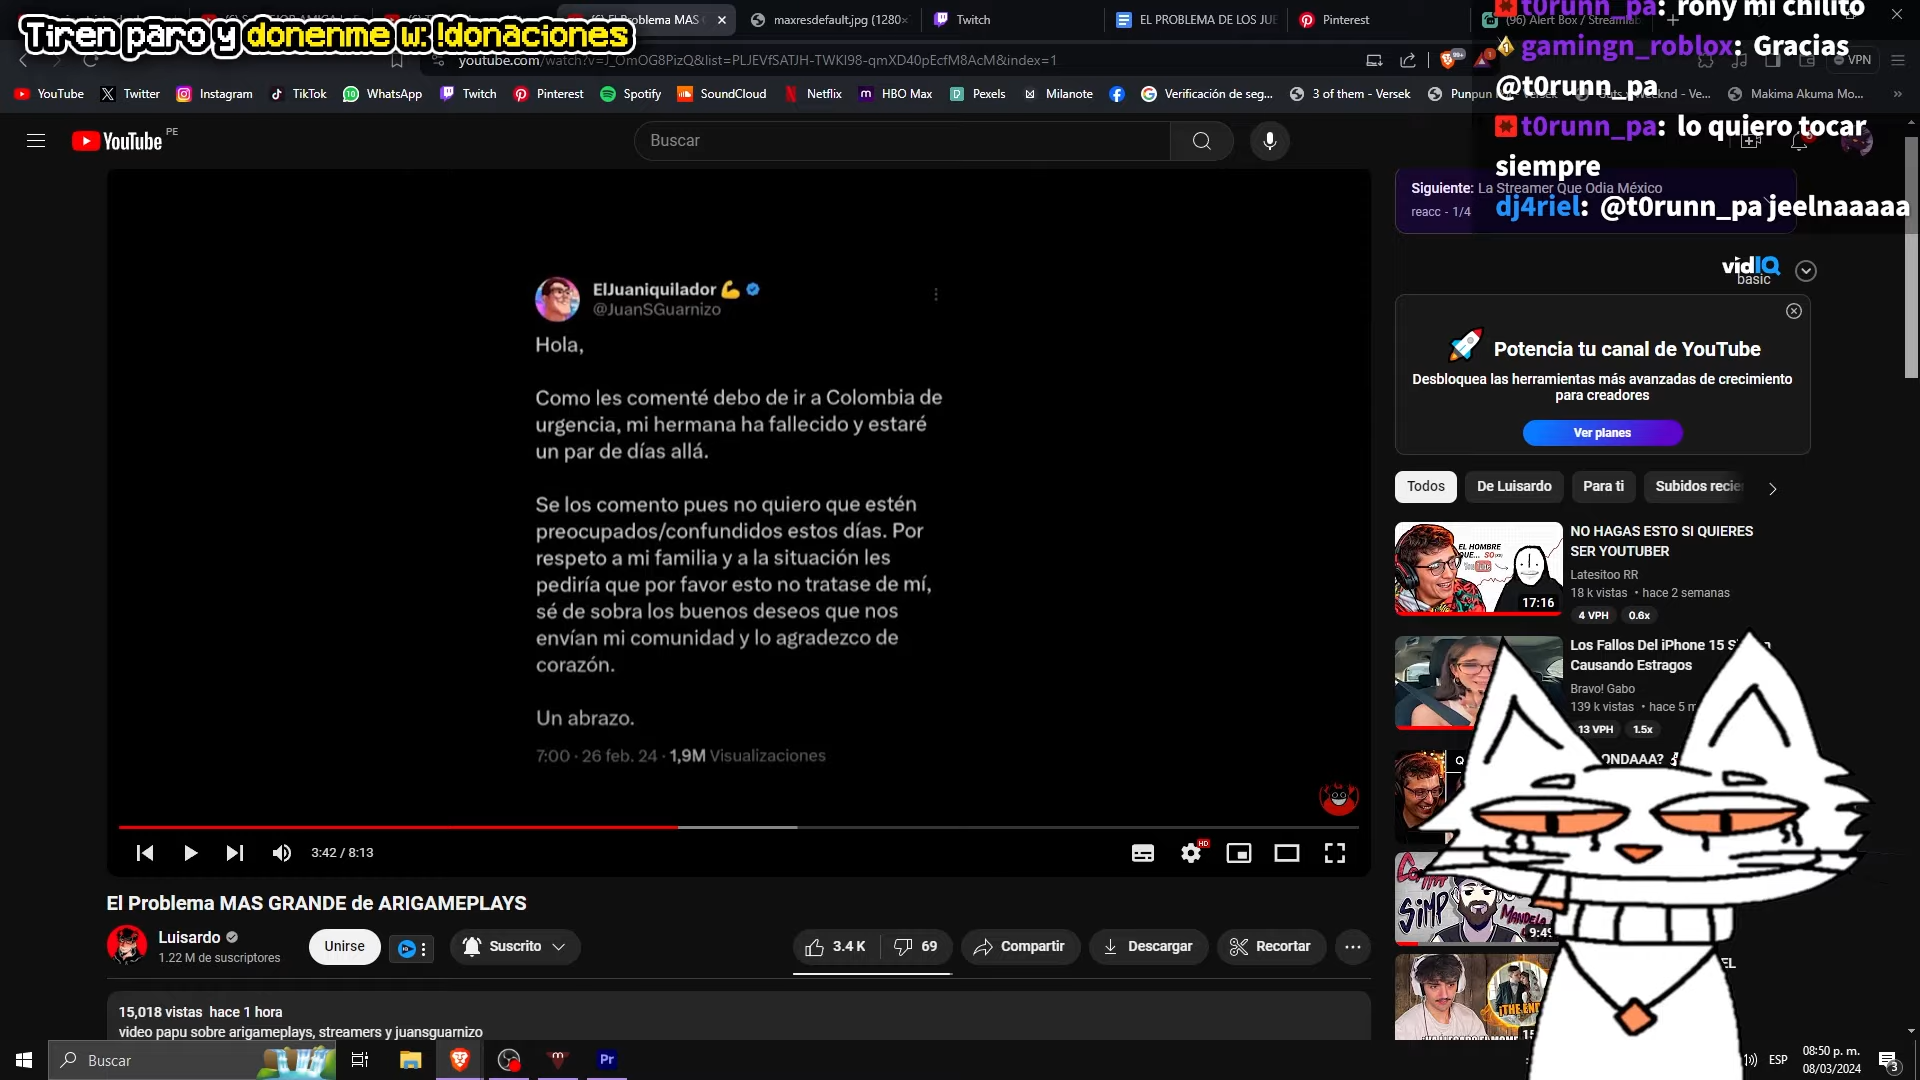 Tiren paro y donenme w: !donaciones
El Problema MAS
maxresdefault.jpg (1280×
Twitch
EL PROBLEMA DE LOS JUE
Pinterest
(96) Alert Box / Streamlab
t0runn_pa: rony mi chilito
gamingn_roblox: Gracias
@t0runn_pa
t0runn_pa: lo quiero tocar
siempre
dj4riel: @t0runn_pa jeelnaaaaa
youtube.com/watch?v=J_OmOG8PizQ&list=PLJEVfSATJH-TWKI98-qmXD40pEcfM8AcM&index=1
VPN
YouTube
Twitter
Instagram
TikTok
WhatsApp
Twitch
Pinterest
Spotify
SoundCloud
Netflix
HBO Max
Pexels
Milanote
Verificación de seg...
3 of them - Versek
Makima Akuma Mo...
YouTube PE
Buscar
Siguiente: La Streamer Que Odia México
reacc - 1/4
ElJuaniquilador
@JuanSGuarnizo
Hola,
Como les comenté debo de ir a Colombia de
urgencia, mi hermana ha fallecido y estaré
un par de días allá.
Se los comento pues no quiero que estén
preocupados/confundidos estos días. Por
respeto a mi familia y a la situación les
pediría que por favor esto no tratase de mí,
sé de sobra los buenos deseos que nos
envían mi comunidad y lo agradezco de
corazón.
Un abrazo.
7:00 · 26 feb. 24 · 1,9M Visualizaciones
3:42 / 8:13
HD
El Problema MAS GRANDE de ARIGAMEPLAYS
Luisardo
1.22 M de suscriptores
Unirse
Suscrito
3.4 K
69
Compartir
Descargar
Recortar
15,018 vistas hace 1 hora
video papu sobre arigameplays, streamers y juansguarnizo
vidIQ
basic
Potencia tu canal de YouTube
Desbloquea las herramientas más avanzadas de crecimiento
para creadores
Ver planes
Todos
De Luisardo
Para ti
Subidos recie
EL HOMBRE
QUE...
17:16
NO HAGAS ESTO SI QUIERES
SER YOUTUBER
Latesitoo RR
18 k vistas • hace 2 semanas
4 VPH
0.6x
Los Fallos Del iPhone 15
Causando Estragos
Bravo! Gabo
139 k vistas • hace 5 m
13 VPH
1.5x
ONDAAA?
SIMP
MANDELA
9:49
¡THE END
Buscar
Pr
ESP
08:50 p. m.
08/03/2024
3